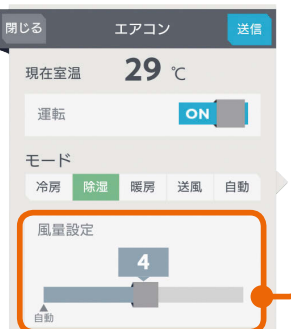 閉じる エアコン 送信
現在室温 29 ℃
運転 ON
モード
冷房 除湿 暖房 送風 自動
風量設定
4
自動